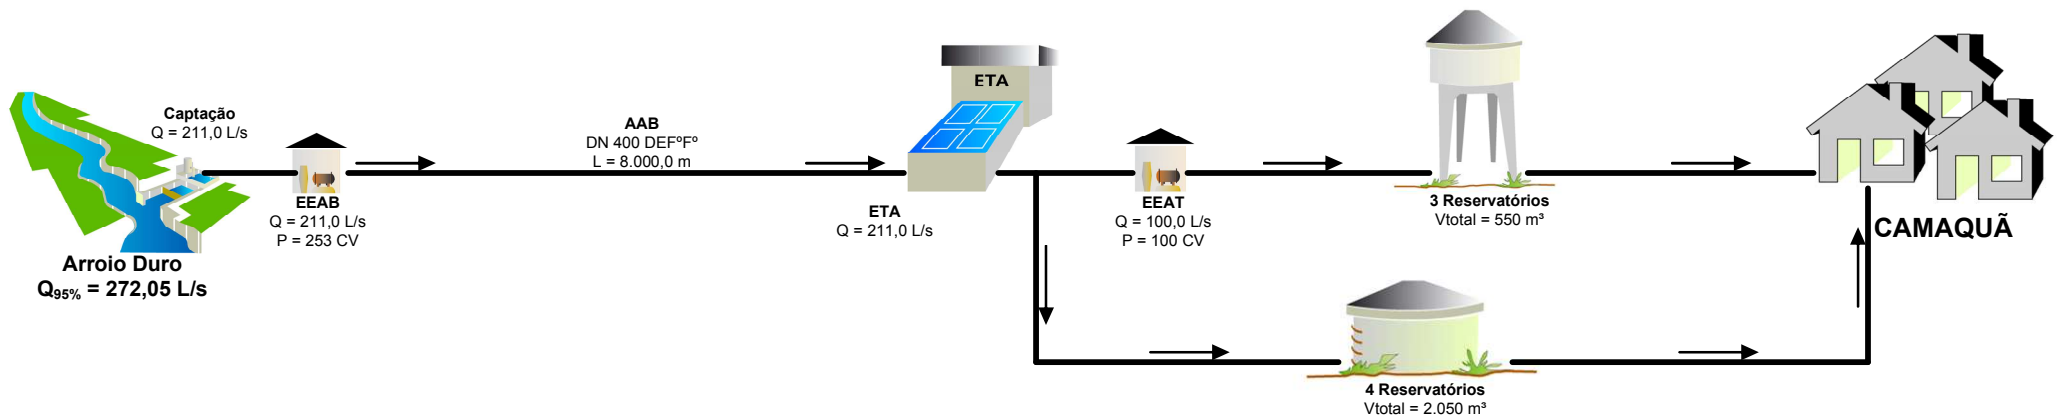 Captação
Q = 211,0 L/s
Arroio Duro
Q95% = 272,05 L/s
EEAB
Q = 211,0 L/s
P = 253 CV
AAB
DN 400 DEFºFº
L = 8.000,0 m
ETA
ETA
Q = 211,0 L/s
EEAT
Q = 100,0 L/s
P = 100 CV
3 Reservatórios
Vtotal = 550 m³
4 Reservatórios
Vtotal = 2.050 m³
CAMAQUÃ